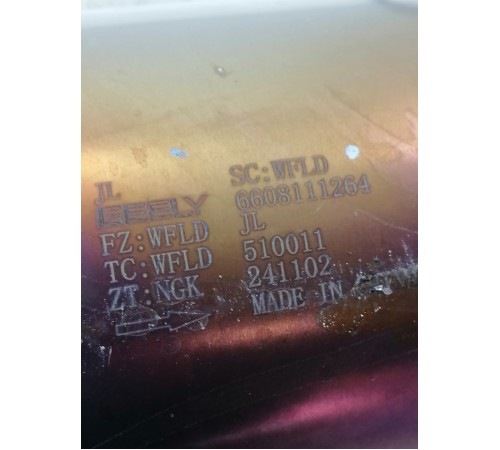 JL
GEELY
FZ:WFLD
TC:WFLD
ZT:NGK
SC:WFLD
6608111264
JL
510011
241102
MADE IN